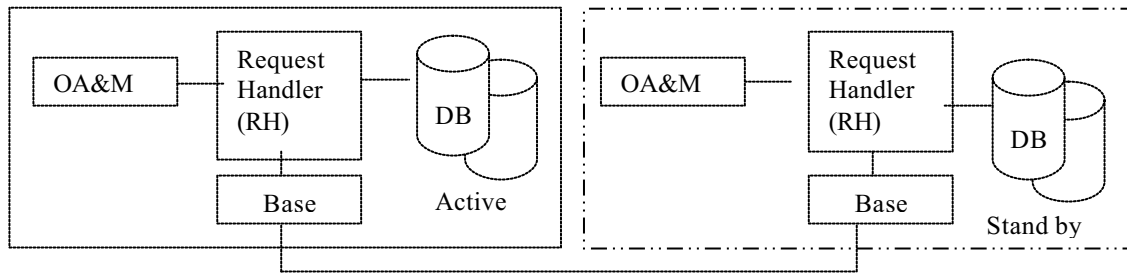 OA&M
Request
Handler
(RH)
DB
Base
Active
OA&M
Request
Handler
(RH)
DB
Base
Stand by